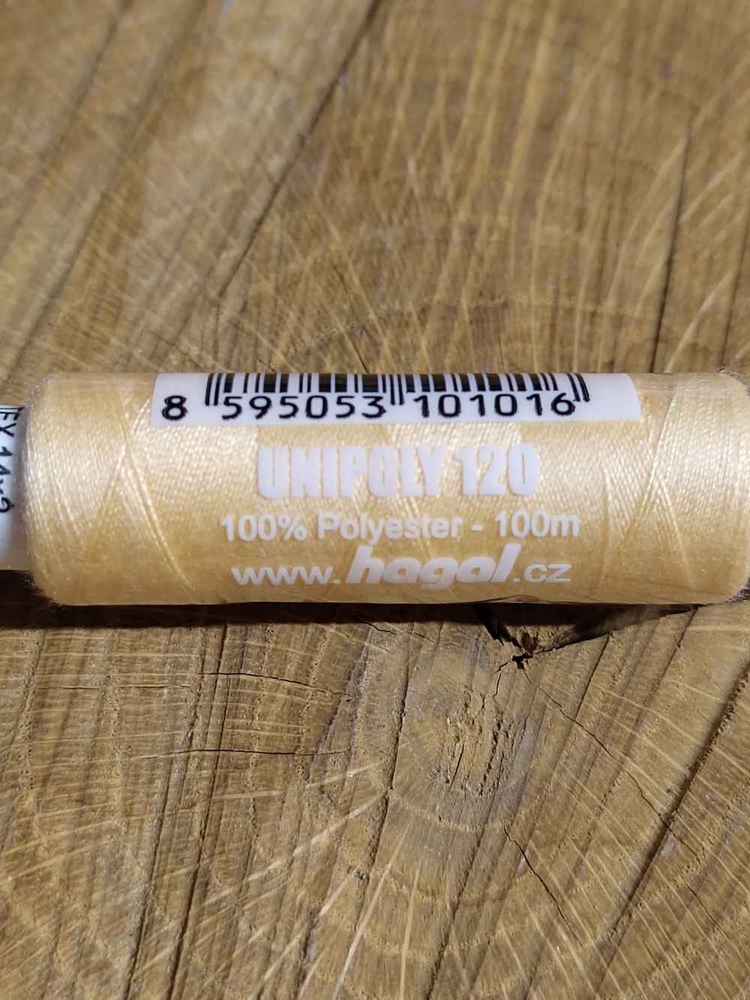 8 595053 101016
UNIPOLY 120
100% Polyester - 100m
www.hagal.cz